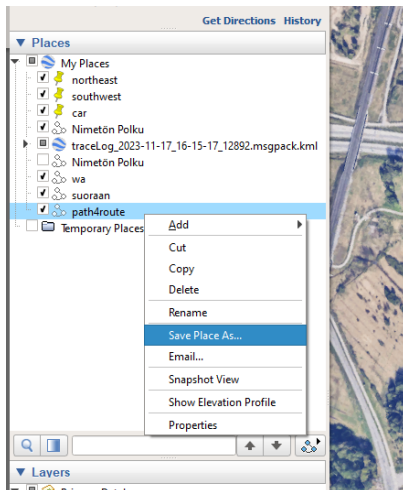 Get Directions History
Places
My Places
northeast
southwest
car
Nimetön Polku
traceLog_2023-11-17_16-15-17_12892.msgpack.kml
Nimetön Polku
wa
suoraan
path4route
Temporary Places
Add
Cut
Copy
Delete
Rename
Save Place As...
Email...
Snapshot View
Show Elevation Profile
Properties
Layers